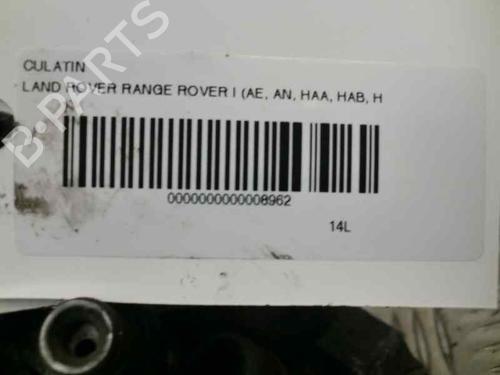 B-PARTS
CULATIN
LAND ROVER RANGE ROVER I (AE, AN, HAA, HAB, H
0000000000008962
14L